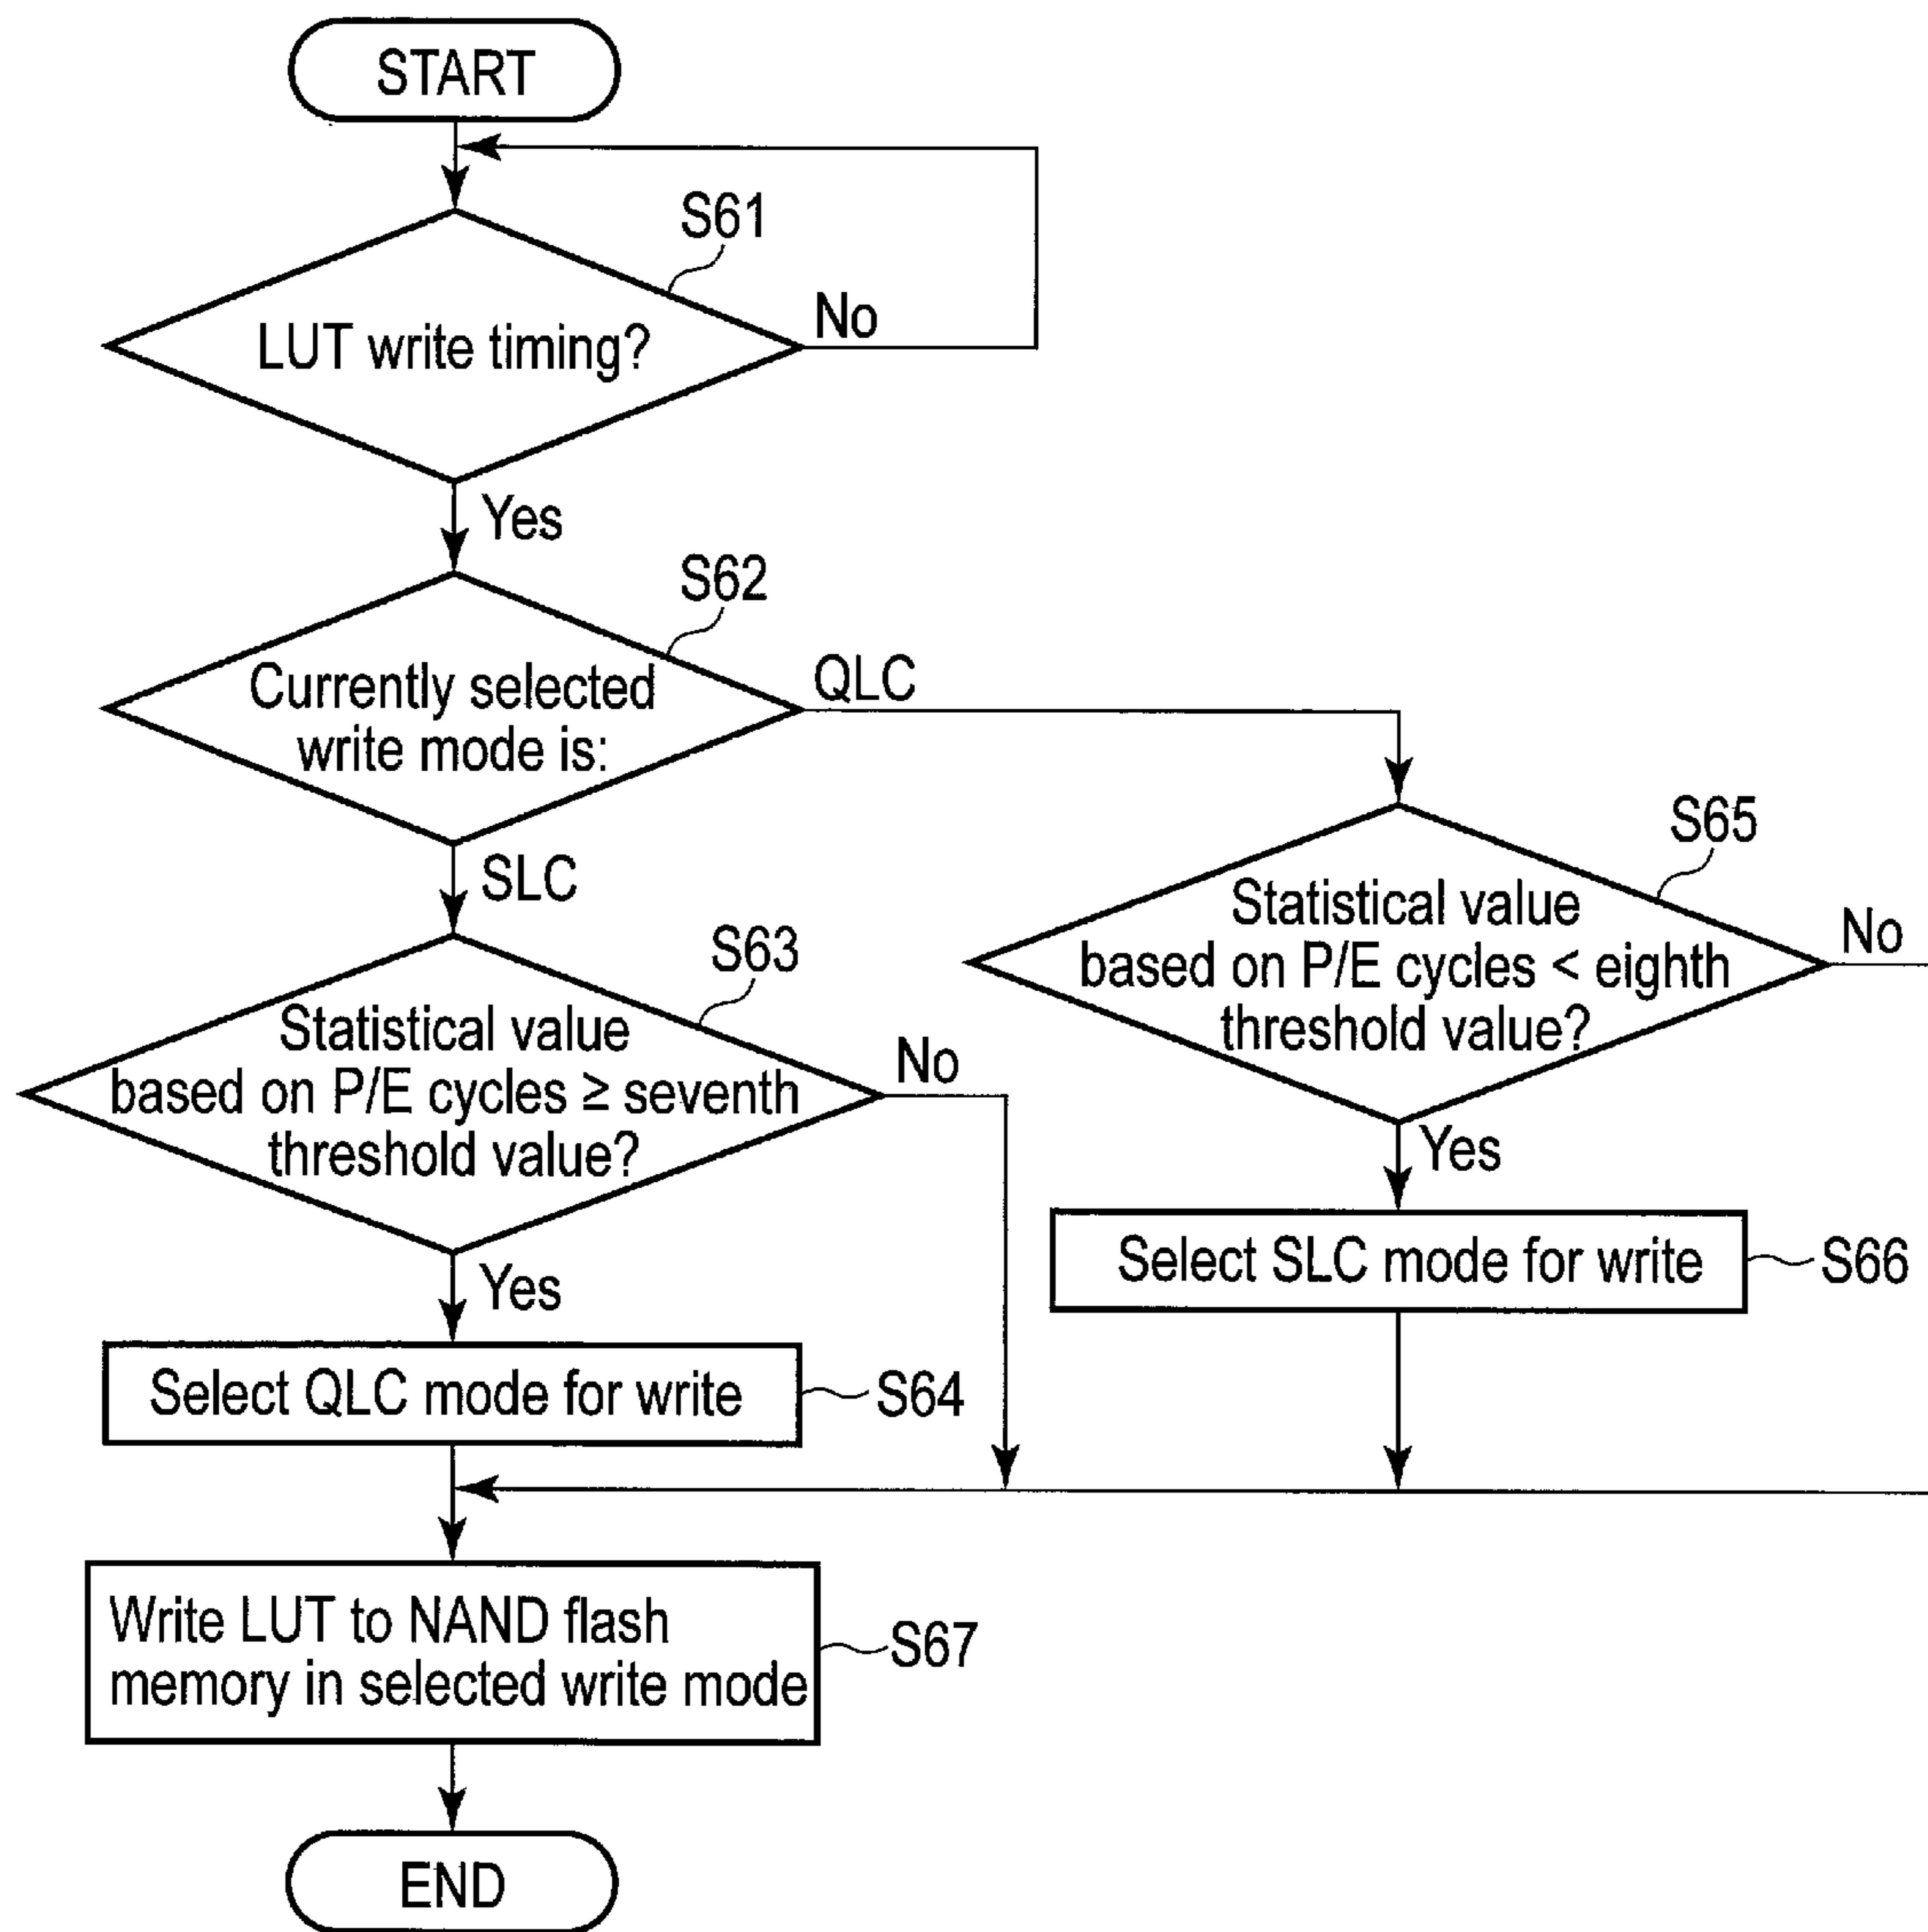 START
S61
LUT write timing?
No
Yes
S62
Currently selected
write mode is:
QLC
SLC
S65
Statistical value
based on P/E cycles < eighth
threshold value?
No
Yes
S63
Statistical value
based on P/E cycles ≥ seventh
threshold value?
No
Yes
Select SLC mode for write
S66
Select QLC mode for write
S64
Write LUT to NAND flash
memory in selected write mode
S67
END